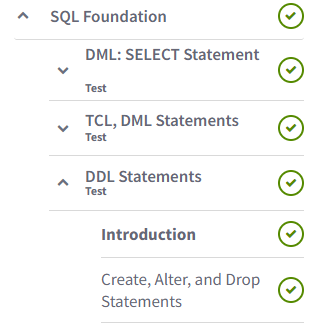 SQL Foundation
DML: SELECT Statement
Test
TCL, DML Statements
Test
DDL Statements
Test
Introduction
Create, Alter, and Drop
Statements